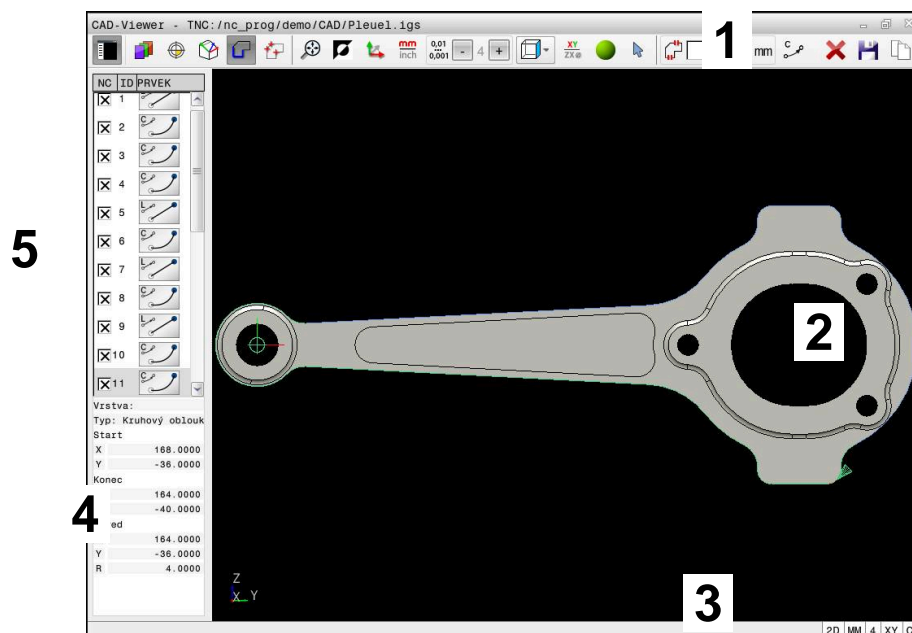 CAD-Viewer - TNC:/nc_prog/demo/CAD/Pleuel.igs
mm inch 0,01 0,001 - 4 + XY ZX 1 mm C
NC ID PRVEK
1
2 C
3 C
4 C
5 L
6 C
7 L
8 C
9 L
10 C
11 C
5
2
Vrstva:
Typ: Kruhový oblouk
Start
X 168.0000
Y -36.0000
Konec
164.0000
-40.0000
4
ed
164.0000
Y -36.0000
R 4.0000
Z
X Y
3
2D MM 4 XY